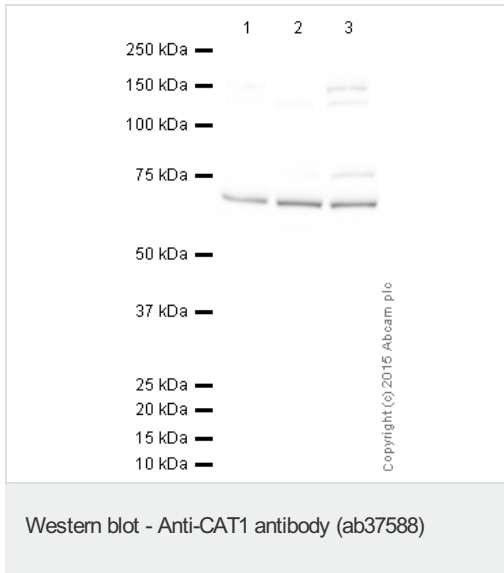 1 2 3
250 kDa
150 kDa
100 kDa
75 kDa
50 kDa
37 kDa
25 kDa
20 kDa
15 kDa
10 kDa
Copyright (c) 2015 Abcam plc
Western blot - Anti-CAT1 antibody (ab37588)